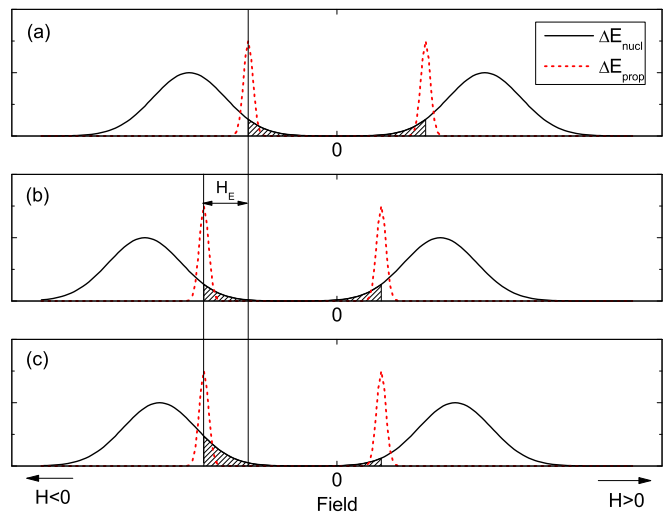 (a)
ΔE_nucl
ΔE_prop
0
(b)
H_E
0
(c)
0
H<0
Field
H>0